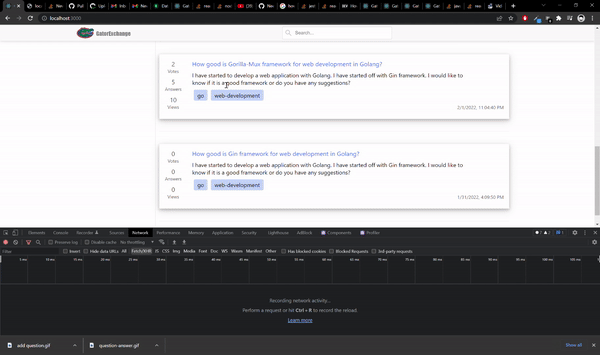 localhost:3000
GatorExchange
Search...
2
Votes
5
Answers
10
Views
How good is Gorilla-Mux framework for web development in Golang?
I have started to develop a web application with Golang. I have started off with Gin framework. I would like to
know if it is a good framework or do you have any suggestions?
go
web-development
2/1/2022, 11:04:40 PM
0
Votes
0
Answers
0
Views
How good is Gin framework for web development in Golang?
I have started to develop a web application with Golang. I have started off with Gin framework. I would like to
know if it is a good framework or do you have any suggestions?
go
web-development
1/31/2022, 4:09:50 PM
Elements Console Recorder Sources Network Performance Memory Application Security Lighthouse AdBlock Components Profiler
Preserve log Disable cache No throttling
Filter Invert Hide data URLs All Fetch/XHR JS CSS Img Media Font Doc WS Wasm Manifest Other Has blocked cookies Blocked Requests 3rd-party requests
Recording network activity...
Perform a request or hit Ctrl + R to record the reload.
Learn more
add question.gif
question-answer.gif
Show all